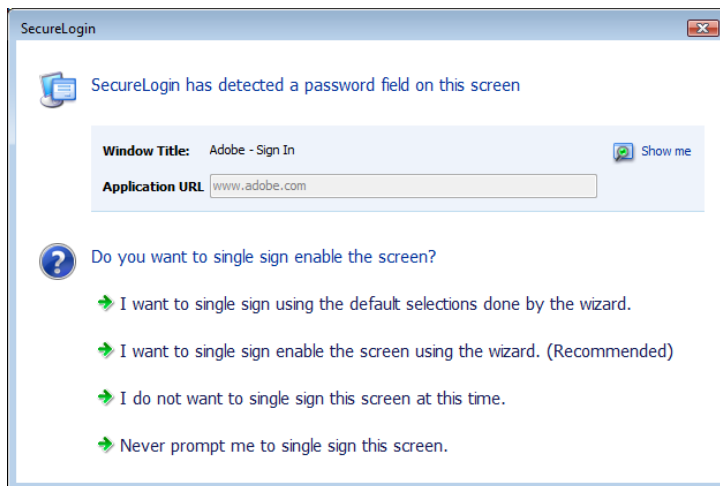 SecureLogin
SecureLogin has detected a password field on this screen
Window Title: Adobe - Sign In Show me
Application URL www.adobe.com
Do you want to single sign enable the screen?
I want to single sign using the default selections done by the wizard.
I want to single sign enable the screen using the wizard. (Recommended)
I do not want to single sign this screen at this time.
Never prompt me to single sign this screen.